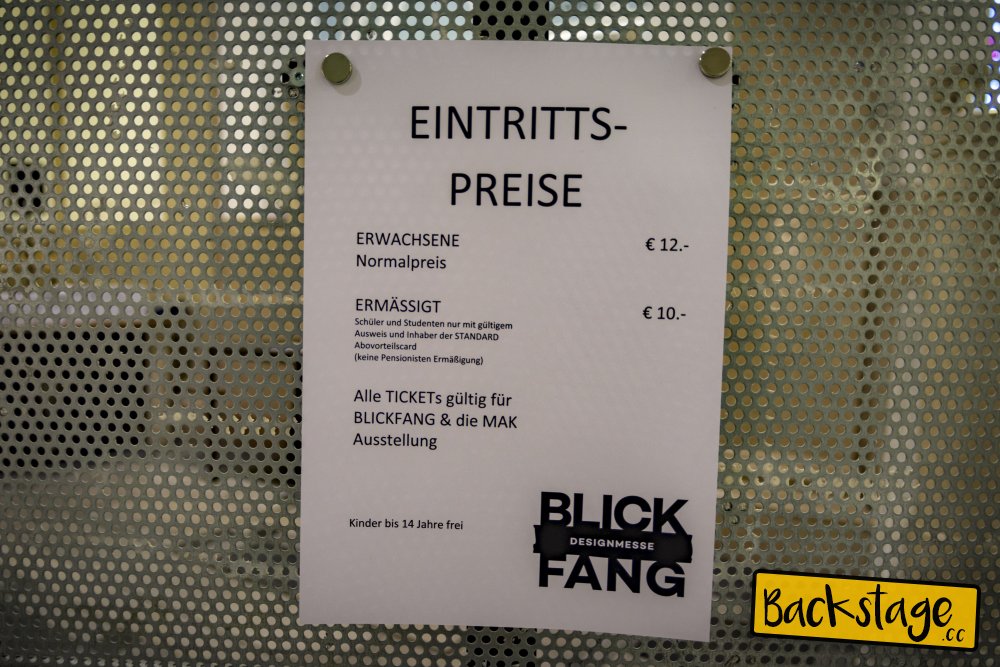 EINTRITTS-
PREISE
ERWACHSENE € 12.-
Normalpreis
ERMÄSSIGT € 10.-
Schüler und Studenten nur mit gültigem
Ausweis und Inhaber der STANDARD
Abovorteilscard
(keine Pensionisten Ermäßigung)
Alle TICKETs gültig für
BLICKFANG & die MAK
Ausstellung
Kinder bis 14 Jahre frei
BLICK
DESIGNMESSE
FANG
Backstage
.cc